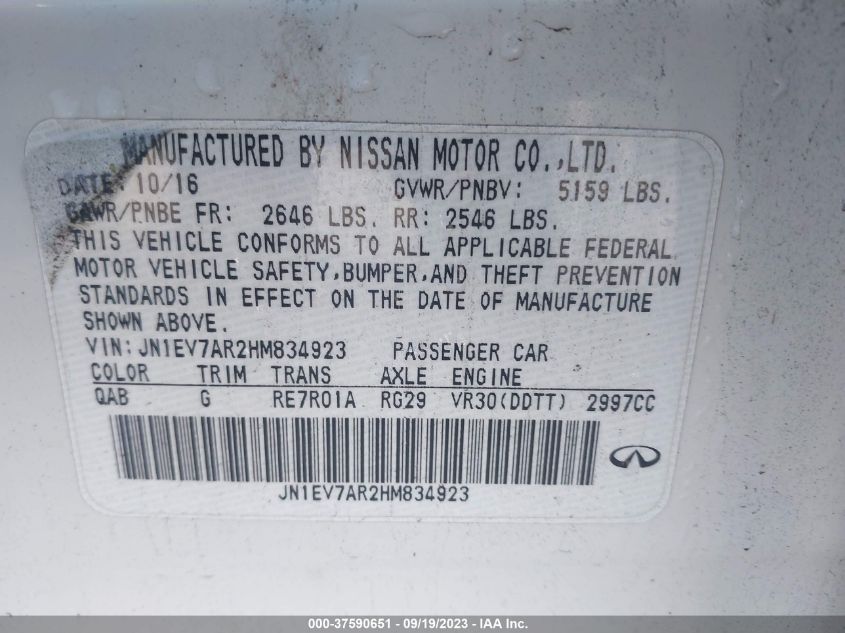 MANUFACTURED BY NISSAN MOTOR CO.,LTD.
DATE: 10/16 GVWR/PNBV: 5159 LBS.
GAWR/PNBE FR: 2646 LBS. RR: 2546 LBS.
THIS VEHICLE CONFORMS TO ALL APPLICABLE FEDERAL
MOTOR VEHICLE SAFETY,BUMPER,AND THEFT PREVENTION
STANDARDS IN EFFECT ON THE DATE OF MANUFACTURE
SHOWN ABOVE.
VIN:JN1EV7AR2HM834923 PASSENGER CAR
COLOR TRIM TRANS AXLE ENGINE
QAB G RE7R01A RG29 VR30(DDTT) 2997CC
JN1EV7AR2HM834923
000-37590651 - 09/19/2023 - IAA Inc.